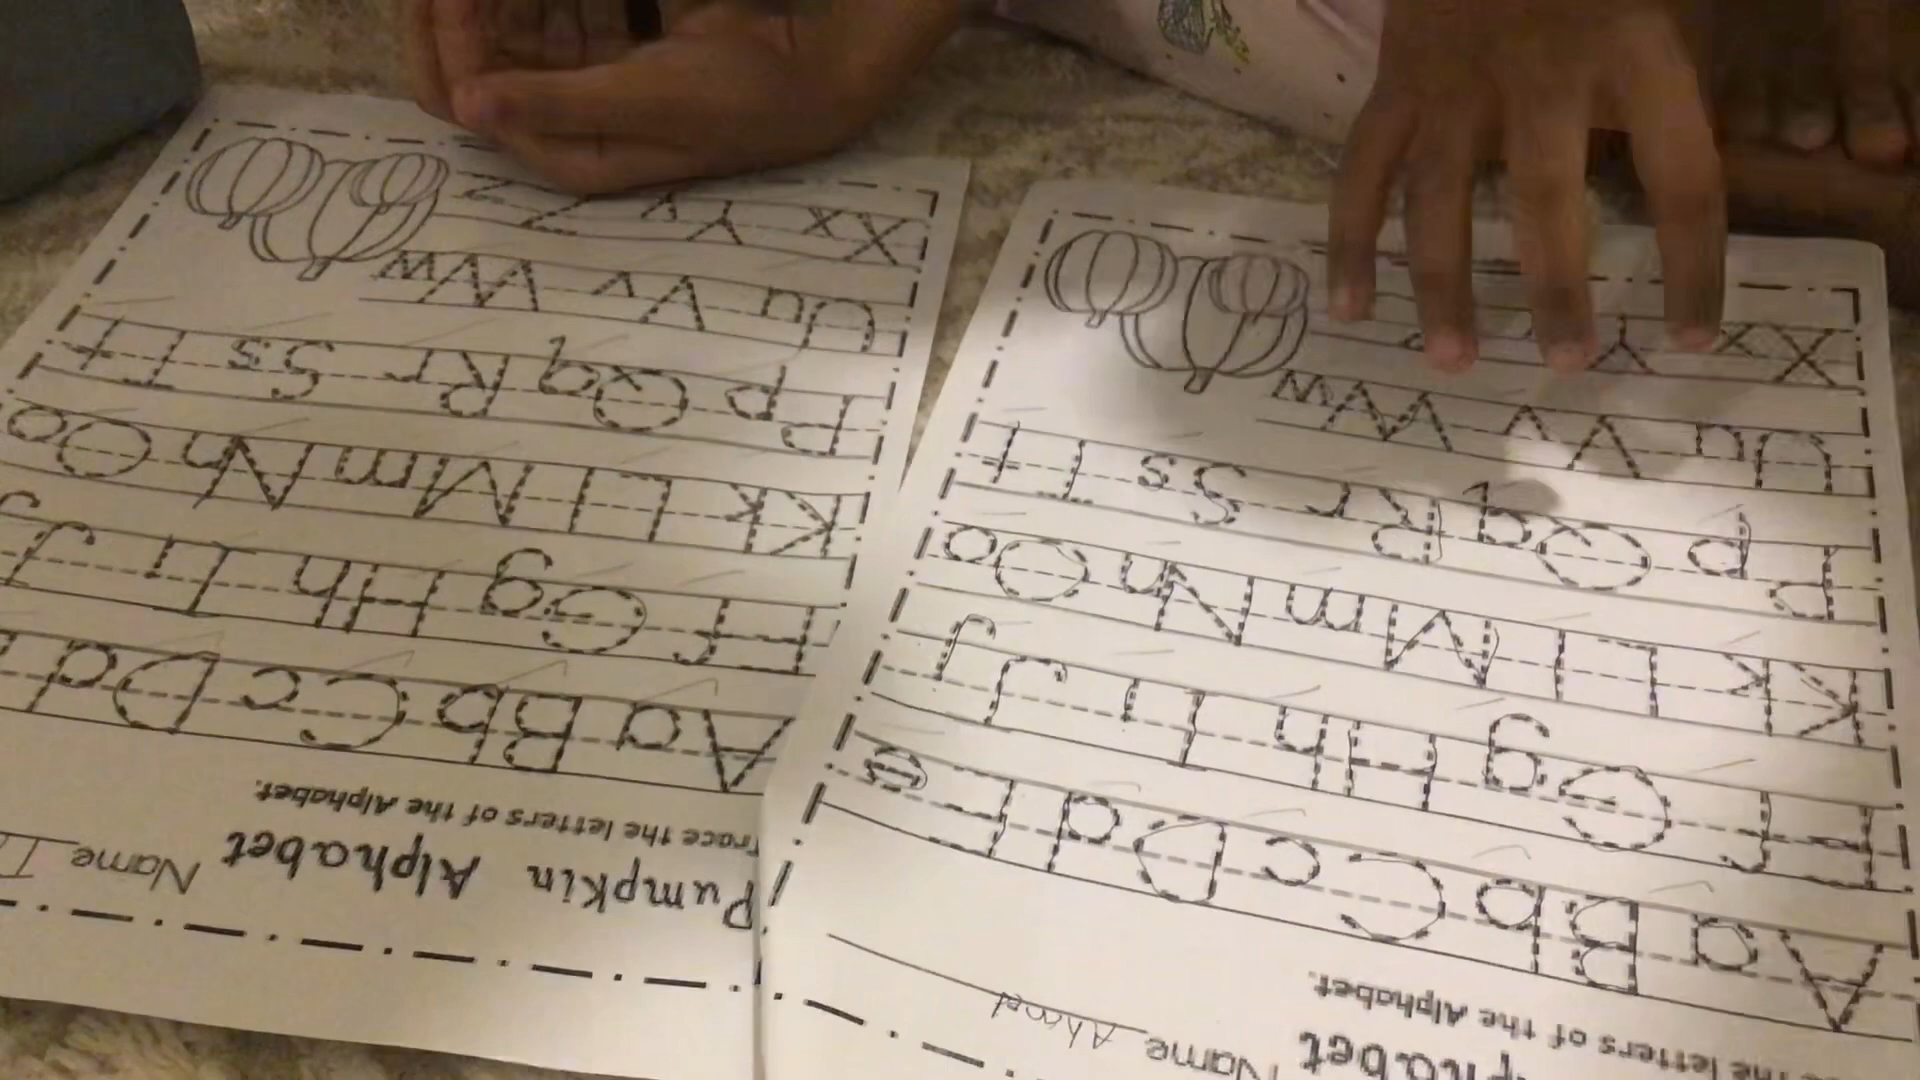 Name
Pumpkin Alphabet
Trace the letters of the Alphabet.
Aa Bb Cc Dd
Ff Gg Hh Ii Jj
Kk Ll Mm Nn Oo
Pp Qq Rr Ss Tt
Uu Vv Ww
Xx Yy Zz
Name Ahmed
phabet
the letters of the Alphabet.
Aa Bb Cc Dd Ee
Ff Gg Hh Ii Jj
Kk Ll Mm Nn Oo
Pp Qq Rr Ss Tt
Uu Vv Ww
Xx Yy